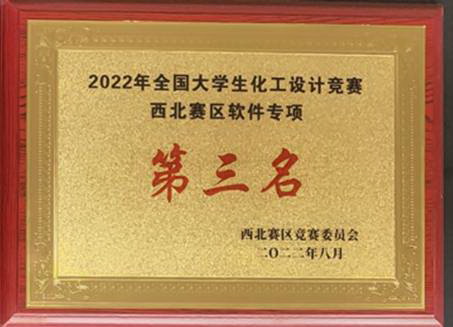 2022年全国大学生化工设计竞赛
西北赛区软件专项
第三名
西北赛区竞赛委员会
二〇二二年八月